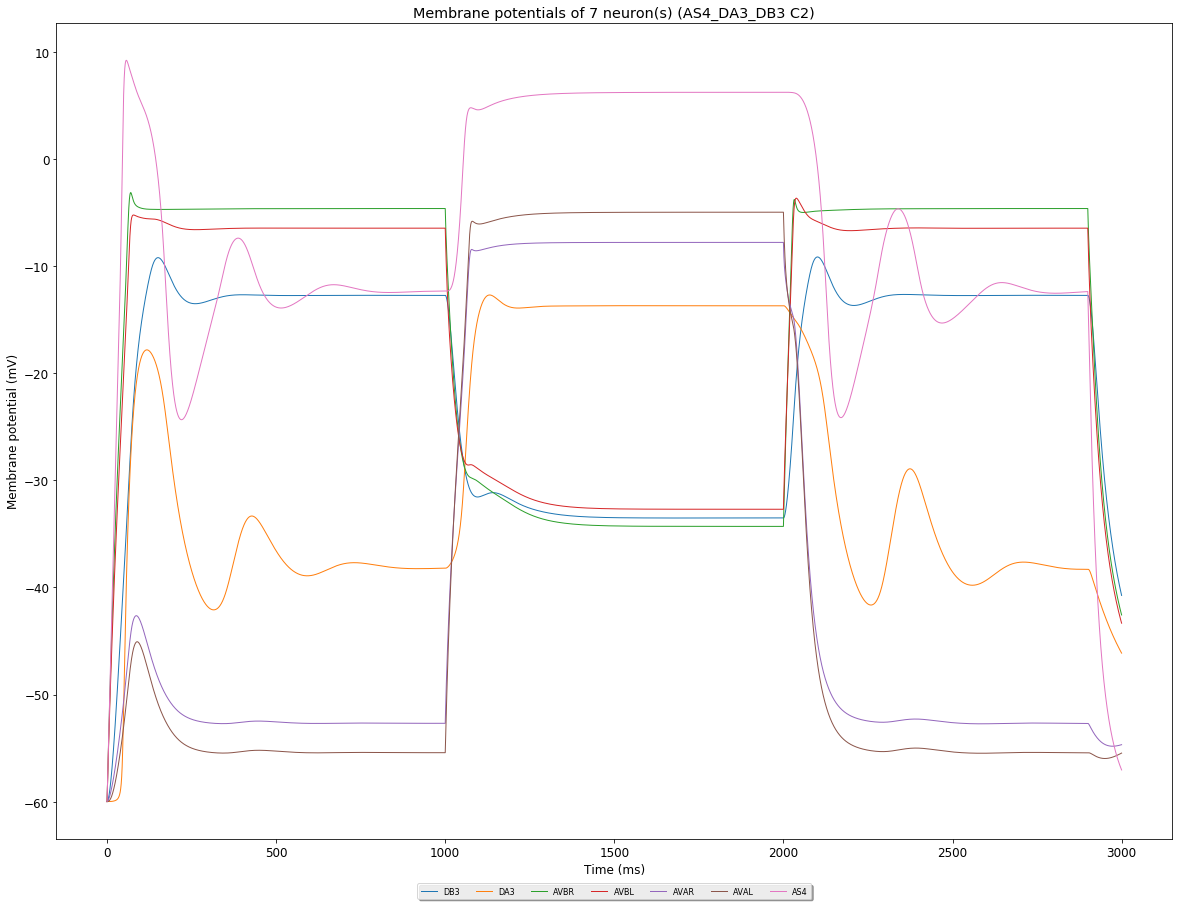 Membrane potentials of 7 neuron(s) (AS4_DA3_DB3 C2)
Membrane potential (mV)
10
0
−10
−20
−30
−40
−50
−60
0 500 1000 1500 2000 2500 3000
Time (ms)
DB3 DA3 AVBR AVBL AVAR AVAL AS4